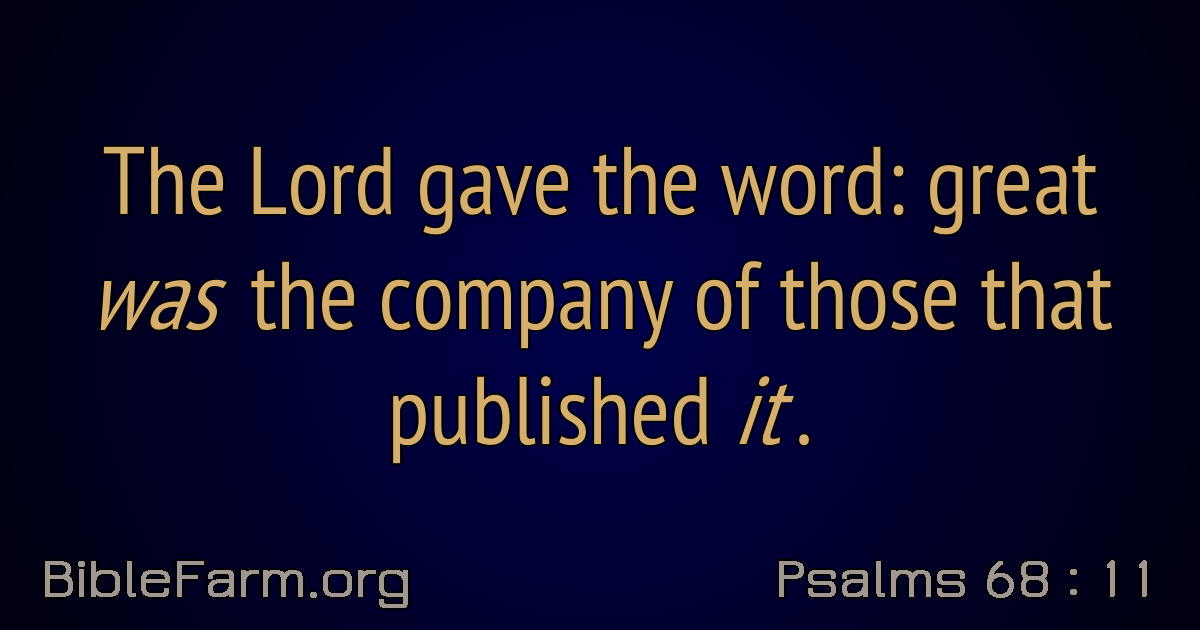 The Lord gave the word: great
was the company of those that
published it.
BibleFarm.org
Psalms 68 : 11